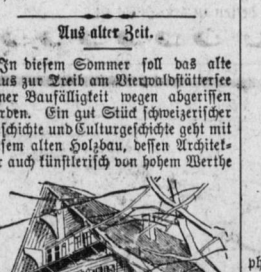 Aus alter Zeit.
In diesem Sommer soll das alte
us zur Treib am Vierwaldstättersee
ner Baufälligkeit wegen abgerissen
rden. Ein gut Stück schweizerischer
schichte und Culturgeschichte geht mit
sem alten Holzbau, dessen Architek-
r auch künstlerisch von hohem Werthe